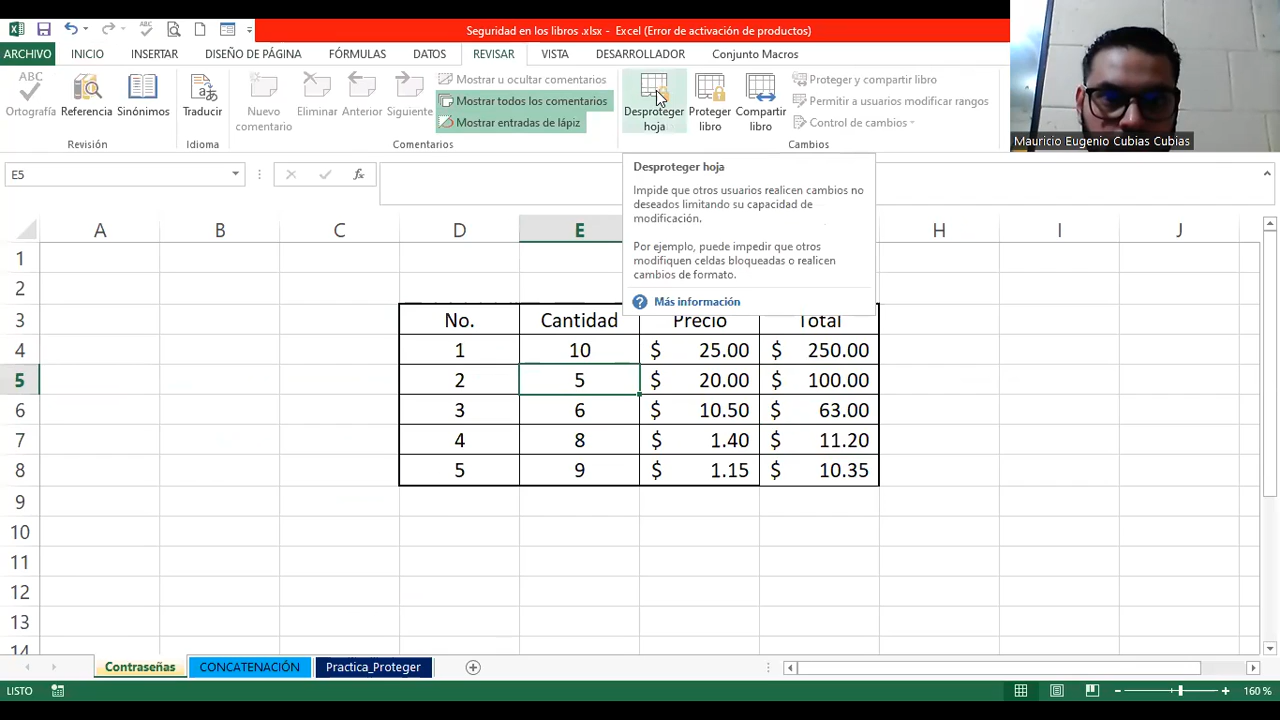 Seguridad en los libros .xlsx - Excel (Error de activación de productos)
ARCHIVO INICIO INSERTAR DISEÑO DE PÁGINA FÓRMULAS DATOS REVISAR VISTA DESARROLLADOR Conjunto Macros
ABC
Ortografía
Referencia
Sinónimos
Revisión
Traducir
Idioma
Nuevo
comentario
Eliminar
Anterior
Siguiente
Mostrar u ocultar comentarios
Mostrar todos los comentarios
Mostrar entradas de lápiz
Comentarios
Desproteger
hoja
Proteger
libro
Compartir
libro
Proteger y compartir libro
Permitir a usuarios modificar rangos
Control de cambios
Cambios
Mauricio Eugenio Cubias Cubias
E5
fx
Desproteger hoja
Impide que otros usuarios realicen cambios no
deseados limitando su capacidad de
modificación.
Por ejemplo, puede impedir que otros
modifiquen celdas bloqueadas o realicen
cambios de formato.
? Más información
A B C D E H I J
1
2
3 No. Cantidad Precio Total
4 1 10 $ 25.00 $ 250.00
5 2 5 $ 20.00 $ 100.00
6 3 6 $ 10.50 $ 63.00
7 4 8 $ 1.40 $ 11.20
8 5 9 $ 1.15 $ 10.35
9
10
11
12
13
14
Contraseñas CONCATENACIÓN Practica_Proteger
LISTO
160 %